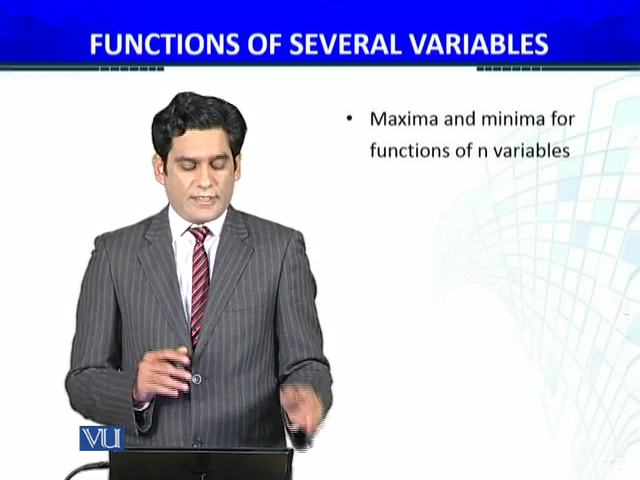 FUNCTIONS OF SEVERAL VARIABLES
• Maxima and minima for
functions of n variables
VU